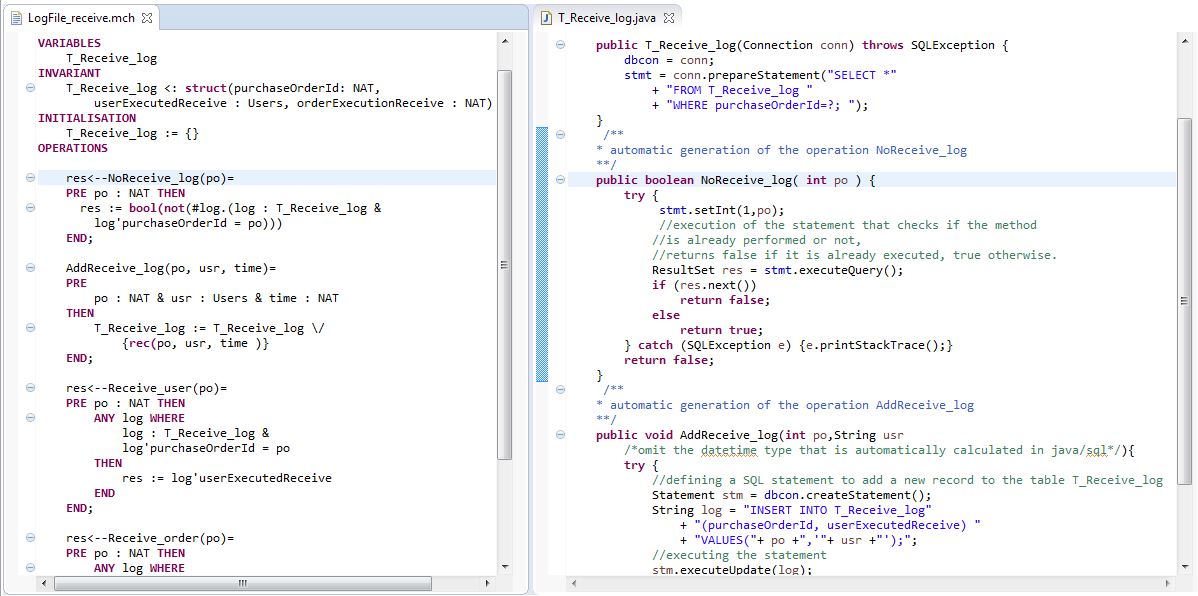 LogFile_receive.mch
VARIABLES
T_Receive_log
INVARIANT
T_Receive_log <: struct(purchaseOrderId: NAT,
userExecutedReceive : Users, orderExecutionReceive : NAT)
INITIALISATION
T_Receive_log := {}
OPERATIONS
res<--NoReceive_log(po)=
PRE po : NAT THEN
res := bool(not(#log.(log : T_Receive_log &
log'purchaseOrderId = po)))
END;
AddReceive_log(po, usr, time)=
PRE
po : NAT & usr : Users & time : NAT
THEN
T_Receive_log := T_Receive_log \/
{rec(po, usr, time )}
END;
res<--Receive_user(po)=
PRE po : NAT THEN
ANY log WHERE
log : T_Receive_log &
log'purchaseOrderId = po
THEN
res := log'userExecutedReceive
END
END;
res<--Receive_order(po)=
PRE po : NAT THEN
ANY log WHERE
T_Receive_log.java
public T_Receive_log(Connection conn) throws SQLException {
dbcon = conn;
stmt = conn.prepareStatement("SELECT *"
+ "FROM T_Receive_log "
+ "WHERE purchaseOrderId=?; ");
}
/**
* automatic generation of the operation NoReceive_log
**/
public boolean NoReceive_log( int po ) {
try {
stmt.setInt(1,po);
//execution of the statement that checks if the method
//is already performed or not,
//returns false if it is already executed, true otherwise.
ResultSet res = stmt.executeQuery();
if (res.next())
return false;
else
return true;
} catch (SQLException e) {e.printStackTrace();}
return false;
}
/**
* automatic generation of the operation AddReceive_log
**/
public void AddReceive_log(int po,String usr
/*omit the datetime type that is automatically calculated in java/sql*/){
try {
//defining a SQL statement to add a new record to the table T_Receive_log
Statement stm = dbcon.createStatement();
String log = "INSERT INTO T_Receive_log"
+ "(purchaseOrderId, userExecutedReceive) "
+ "VALUES("+ po +",'"+ usr +"');";
//executing the statement
stm.executeUpdate(log);